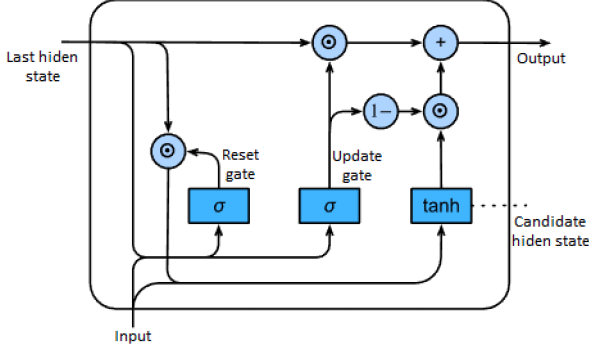 Last hiden
state
Output
1−
+
Reset
gate
Update
gate
σ
σ
tanh
Candidate
hiden state
Input